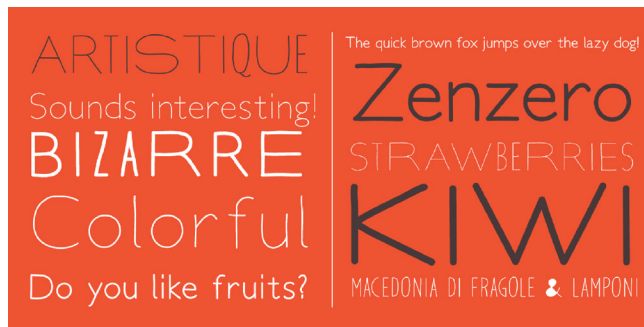 ARTISTIQUE
Sounds interesting!
BIZARRE
Colorful
Do you like fruits?
The quick brown fox jumps over the lazy dog!
Zenzero
STRAWBERRIES
KIWI
MACEDONIA DI FRAGOLE & LAMPONI